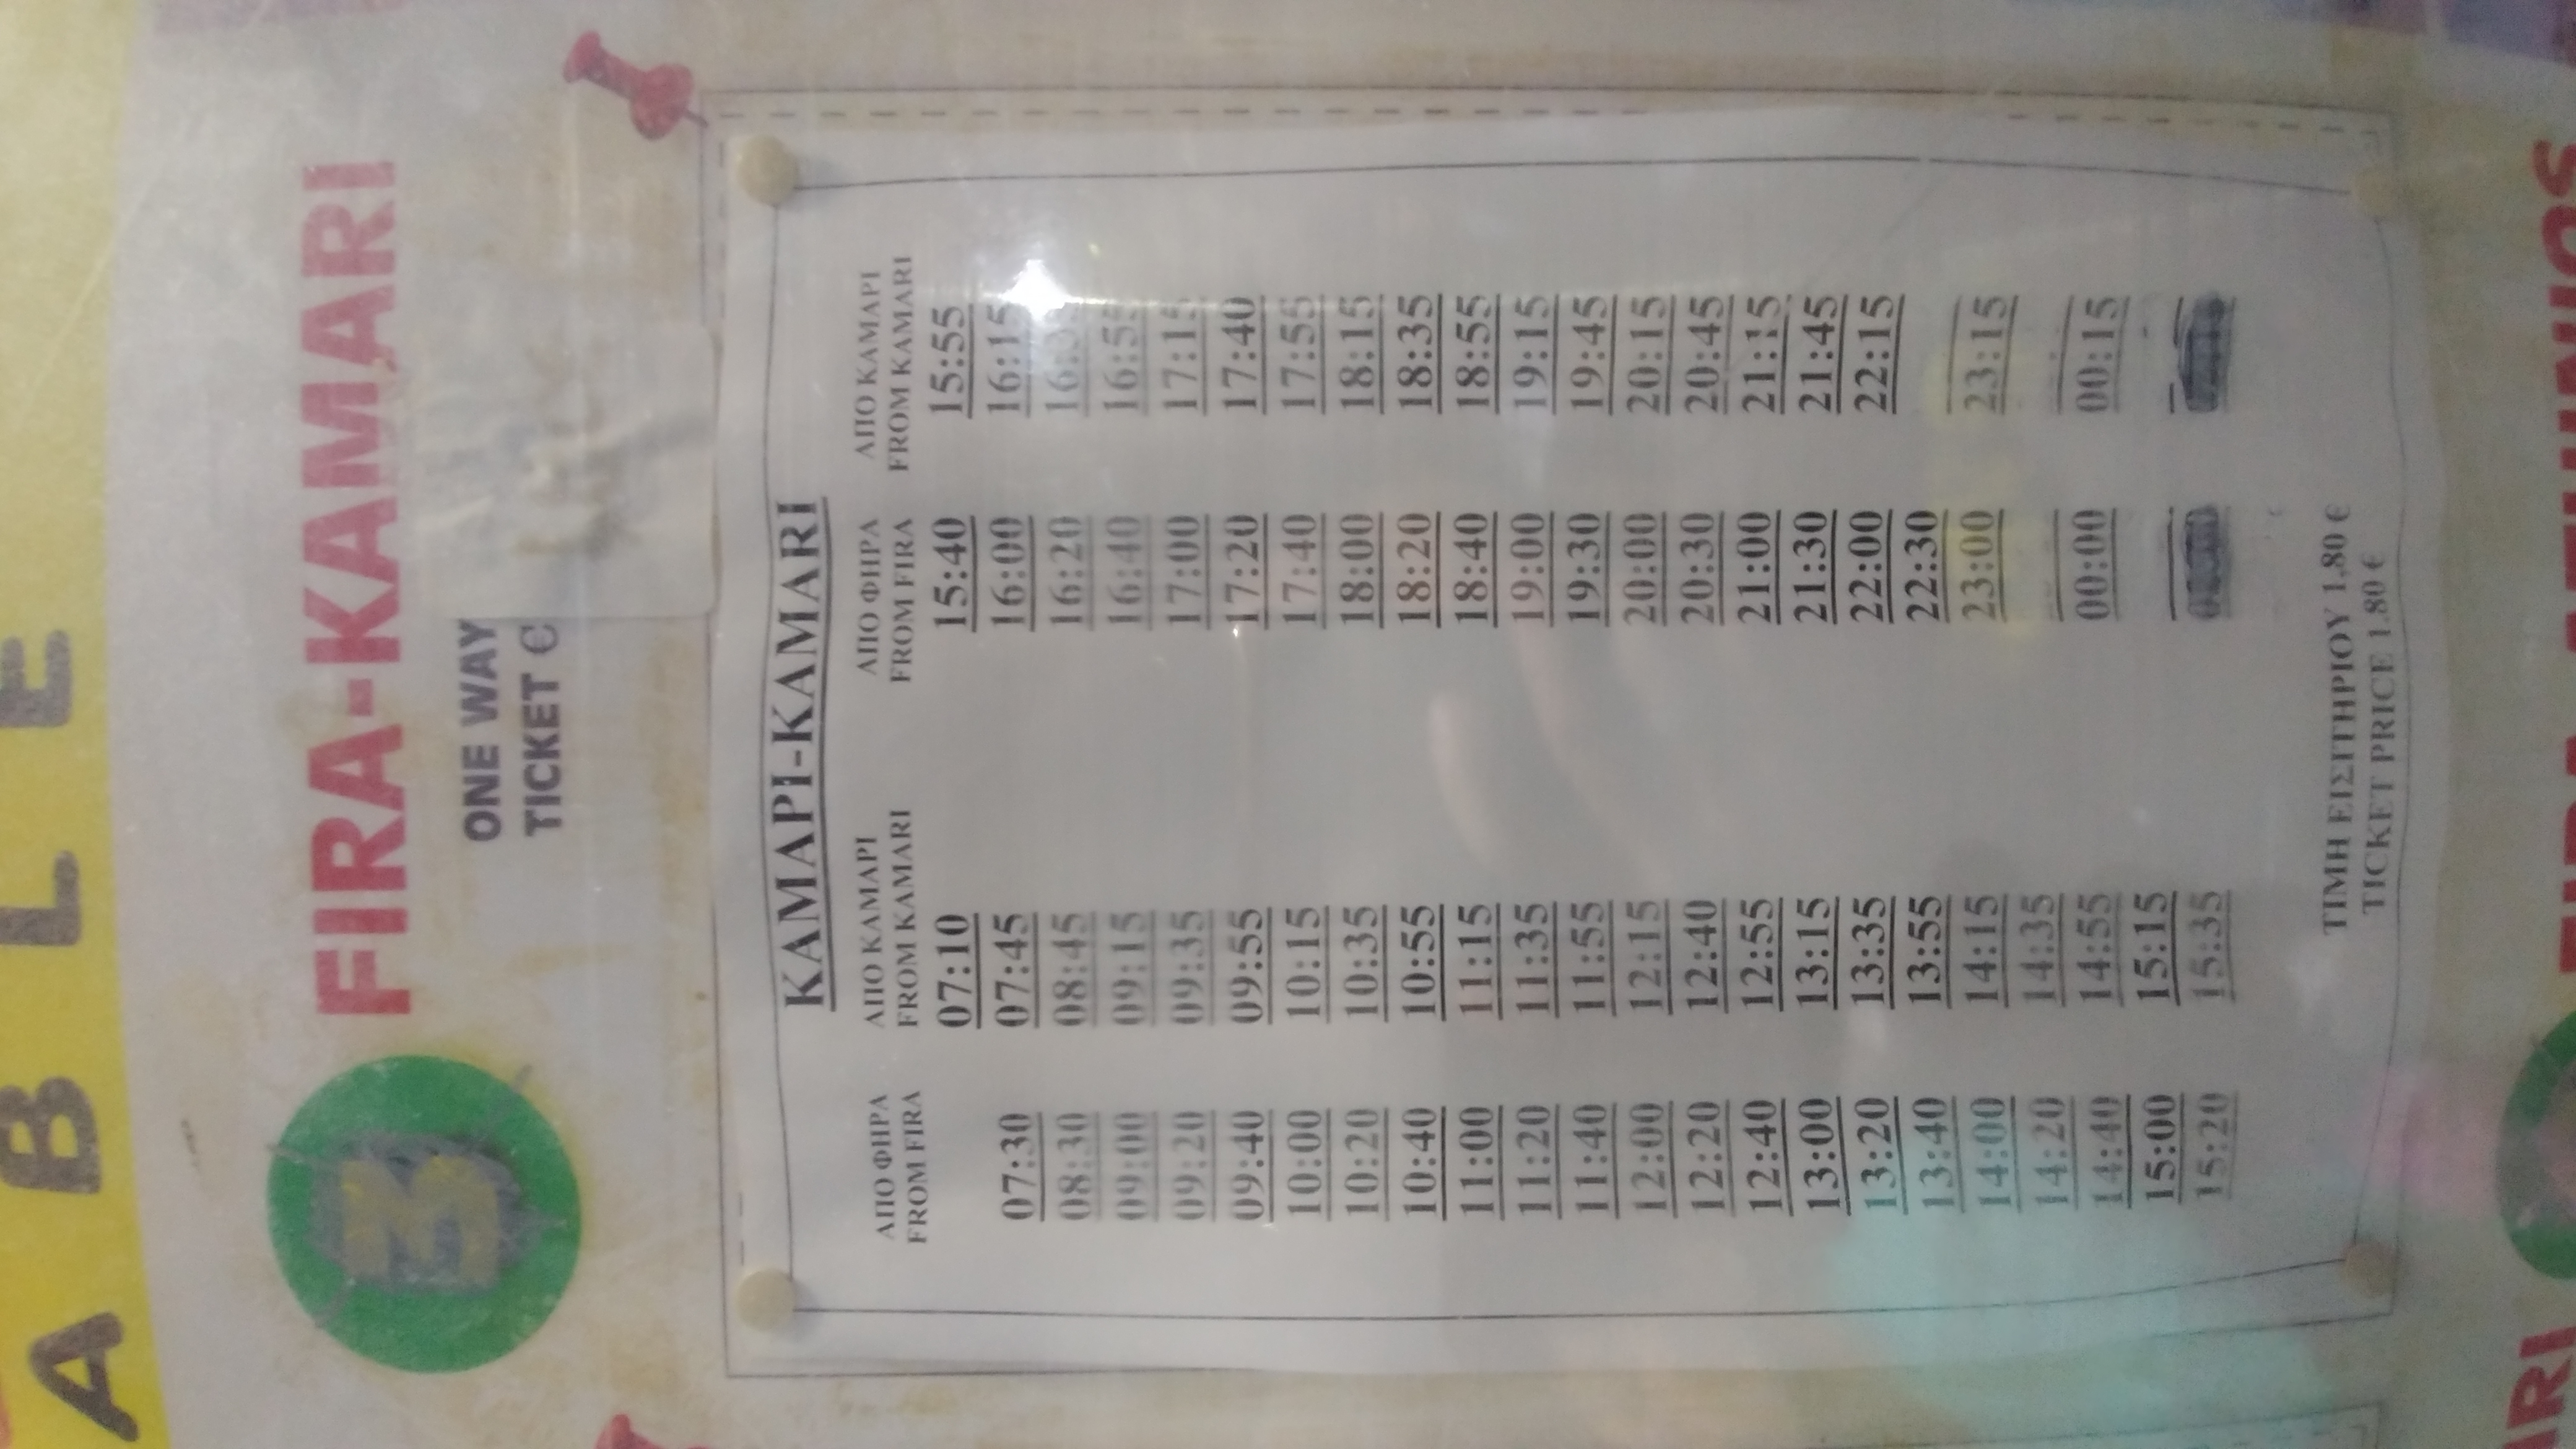 A B L E
3 FIRA-KAMARI
ONE WAY
TICKET €
ΚΑΜΑΡΙ-KAMARI
ΑΠΟ ΦΗΡΑ ΑΠΟ ΚΑΜΑΡΙ ΑΠΟ ΦΗΡΑ ΑΠΟ ΚΑΜΑΡΙ
FROM FIRA FROM KAMARI FROM FIRA FROM KAMARI
07:10 15:40 15:55
07:30 07:45 16:00 16:15
08:30 08:45 16:20
09:00 09:15 16:40 16:55
09:20 09:35 17:00 17:15
09:40 09:55 17:20 17:40
10:00 10:15 17:40 17:55
10:20 10:35 18:00 18:15
10:40 10:55 18:20 18:35
11:00 11:15 18:40 18:55
11:20 11:35 19:00 19:15
11:40 11:55 19:30 19:45
12:00 12:15 20:00 20:15
12:20 12:40 20:30 20:45
12:40 12:55 21:00 21:15
13:00 13:15 21:30 21:45
13:20 13:35 22:00 22:15
13:40 13:55 22:30
14:00 14:15 23:00 23:15
14:20 14:35
14:40 14:55 00:00 00:15
15:00 15:15
15:20 15:35
ΤΙΜΗ ΕΙΣΙΤΗΡΙΟΥ 1,80 €
TICKET PRICE 1.80 €